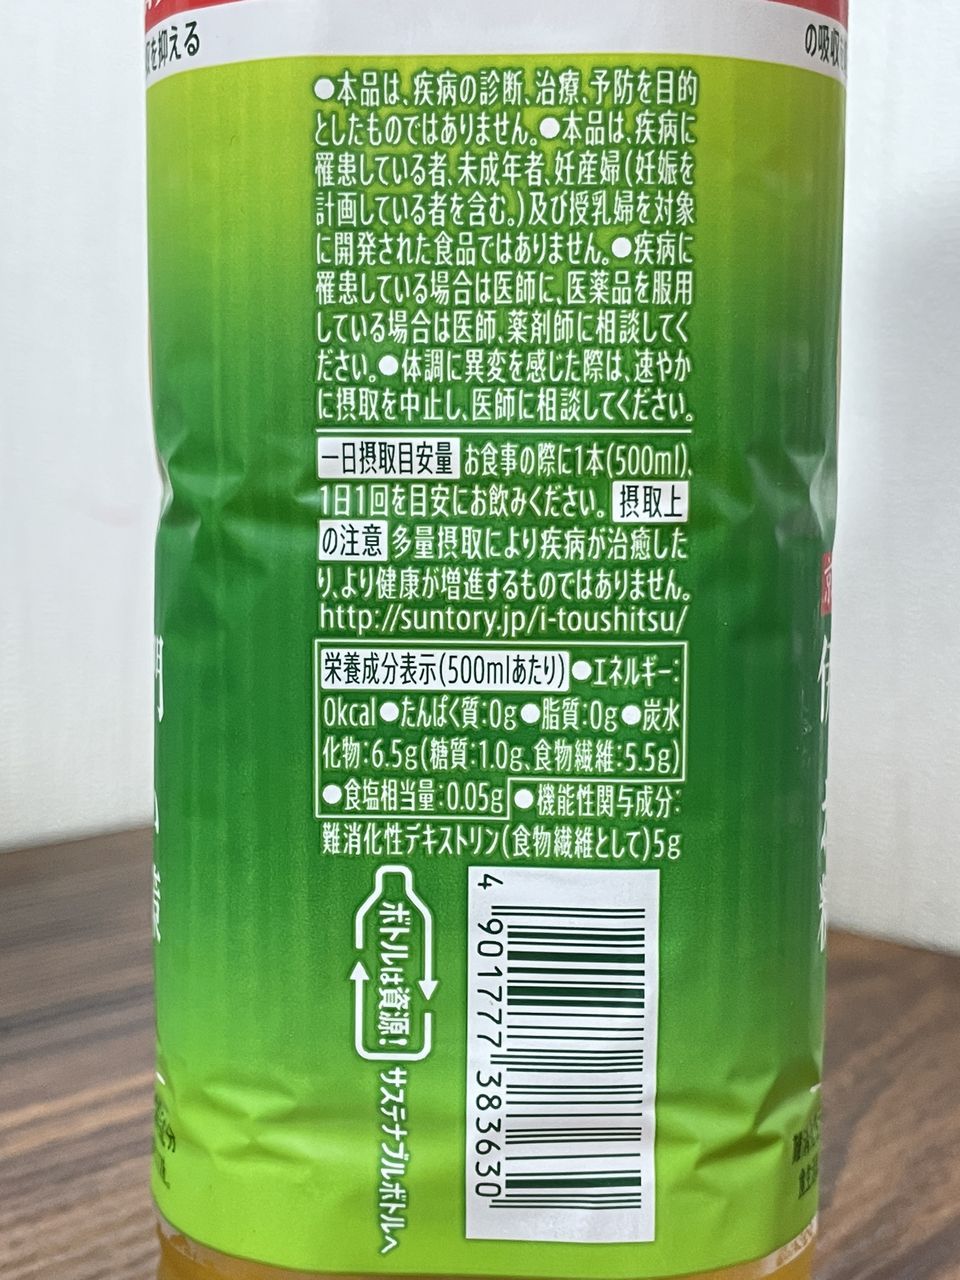 を抑える
の吸収
●本品は、疾病の診断、治療、予防を目的
としたものではありません。●本品は、疾病に
罹患している者、未成年者、妊産婦(妊娠を
計画している者を含む。)及び授乳婦を対象
に開発された食品ではありません。●疾病に
罹患している場合は医師に、医薬品を服用
している場合は医師、薬剤師に相談してく
ださい。●体調に異変を感じた際は、速やか
に摂取を中止し、医師に相談してください。
一日摂取目安量 お食事の際に1本(500ml)、
1日1回を目安にお飲みください。 摂取上
の注意 多量摂取により疾病が治癒した
り、より健康が増進するものではありません。
http://suntory.jp/i-toushitsu/
栄養成分表示(500mlあたり) ●エネルギー:
0kcal ●たんぱく質:0g ●脂質:0g ●炭水
化物:6.5g(糖質:1.0g、食物繊維:5.5g)
●食塩相当量:0.05g ●機能性関与成分:
難消化性デキストリン(食物繊維として)5g
ボトルは資源!
サステナブルボトルへ
4 901777 383630